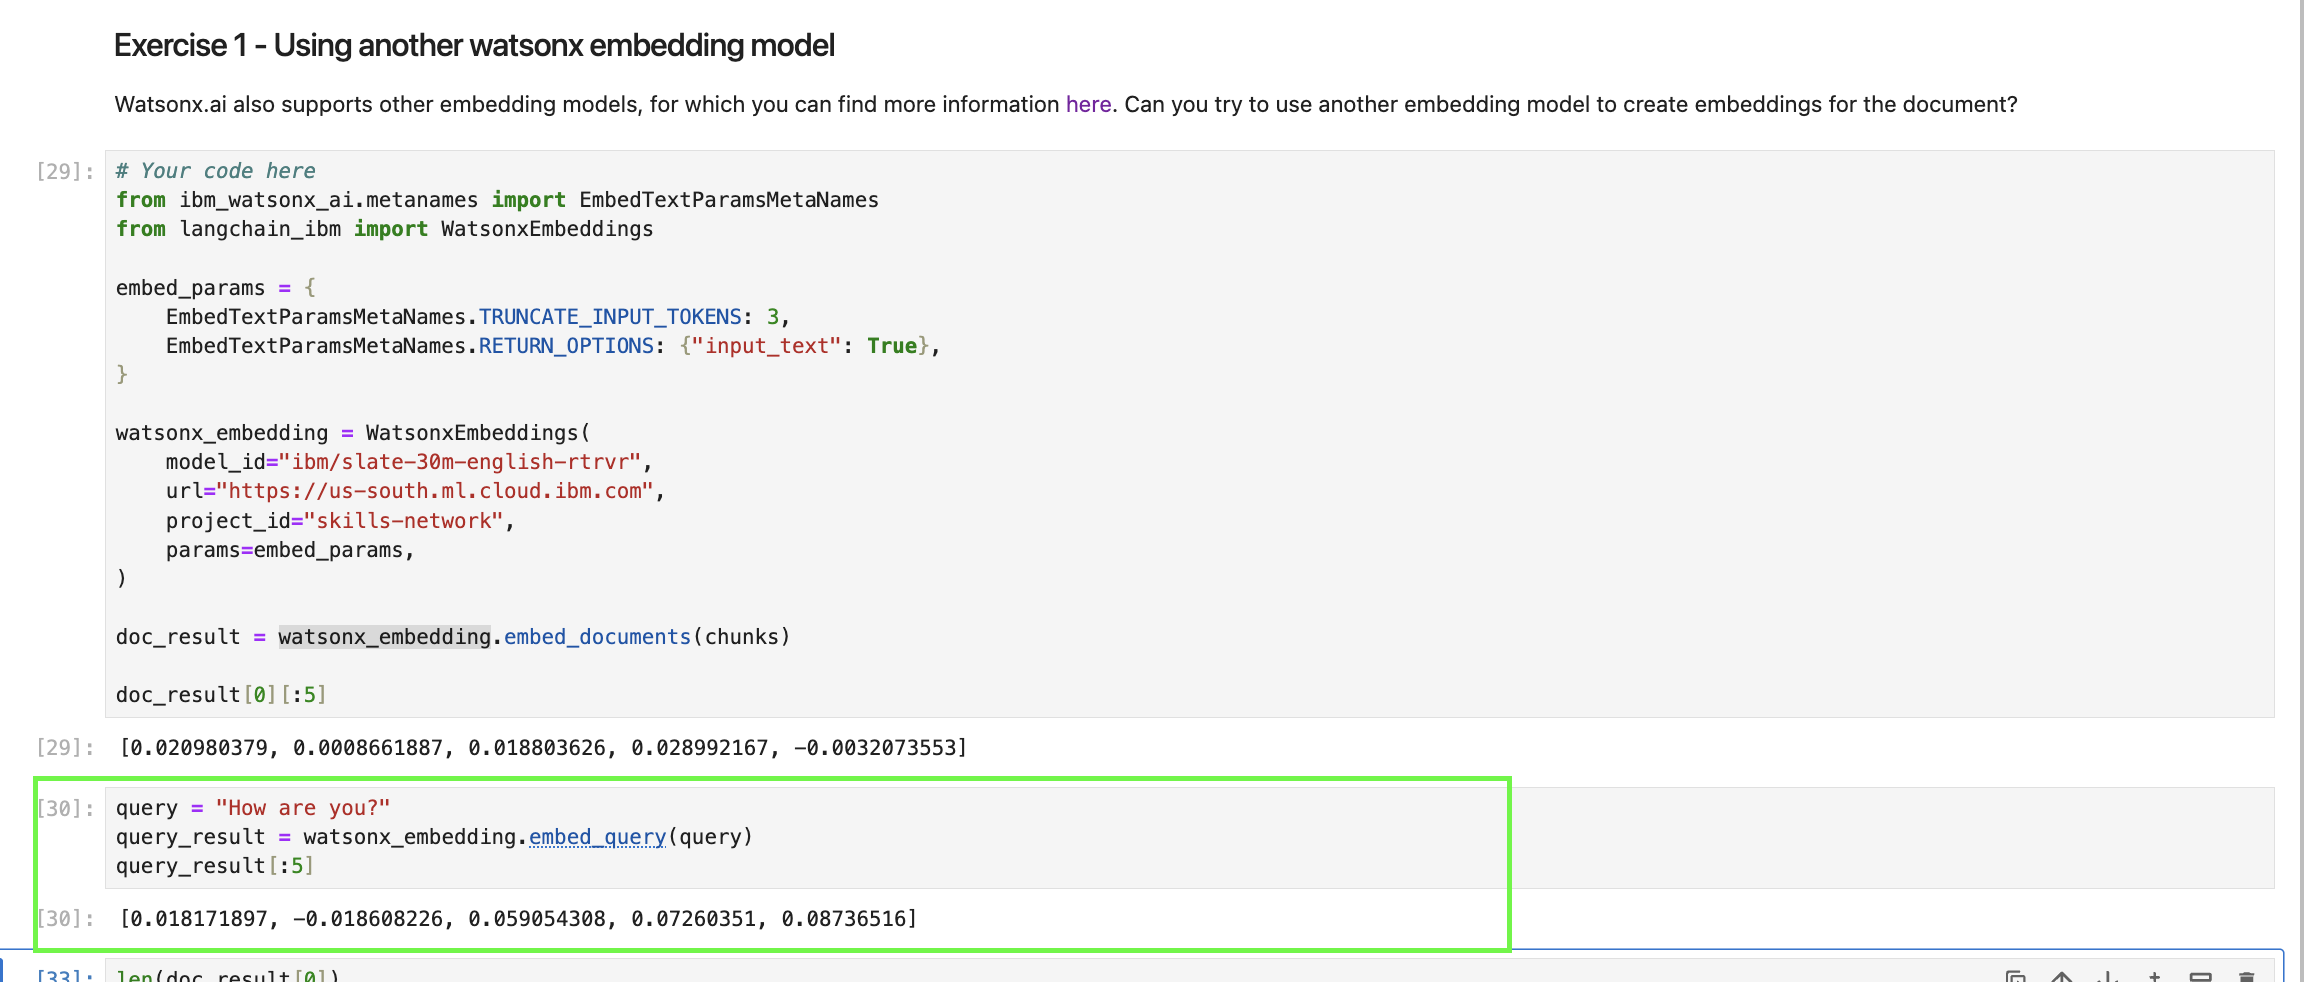 Exercise 1 - Using another watsonx embedding model
Watsonx.ai also supports other embedding models, for which you can find more information here. Can you try to use another embedding model to create embeddings for the document?
[29]:
# Your code here
from ibm_watsonx_ai.metanames import EmbedTextParamsMetaNames
from langchain_ibm import WatsonxEmbeddings
embed_params = {
    EmbedTextParamsMetaNames.TRUNCATE_INPUT_TOKENS: 3,
    EmbedTextParamsMetaNames.RETURN_OPTIONS: {"input_text": True},
}
watsonx_embedding = WatsonxEmbeddings(
    model_id="ibm/slate-30m-english-rtrvr",
    url="https://us-south.ml.cloud.ibm.com",
    project_id="skills-network",
    params=embed_params,
)
doc_result = watsonx_embedding.embed_documents(chunks)
doc_result[0][:5]
[29]: [0.020980379, 0.0008661887, 0.018803626, 0.028992167, -0.0032073553]
[30]: query = "How are you?"
query_result = watsonx_embedding.embed_query(query)
query_result[:5]
[30]: [0.018171897, -0.018608226, 0.059054308, 0.07260351, 0.08736516]
[33]: len(doc_result[0])